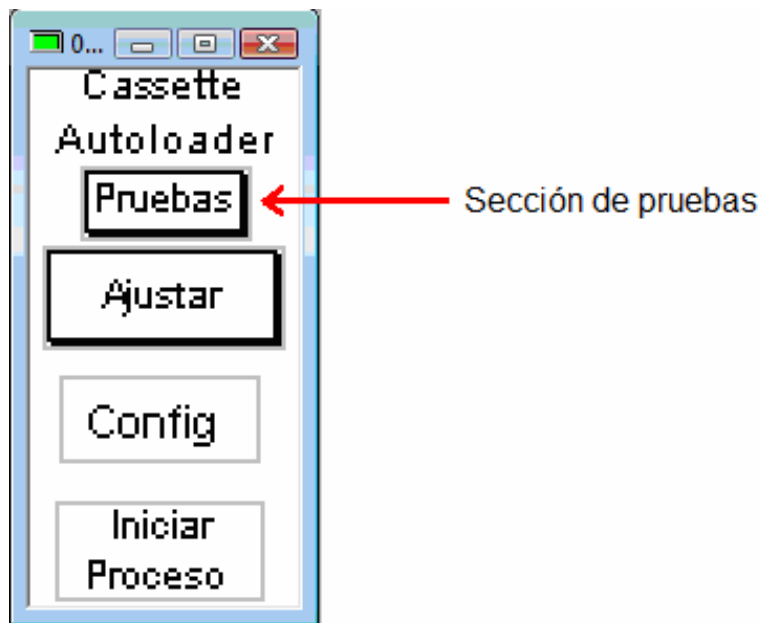 0...
Cassette
Autoloader
Pruebas
Sección de pruebas
Ajustar
Config
Iniciar
Proceso